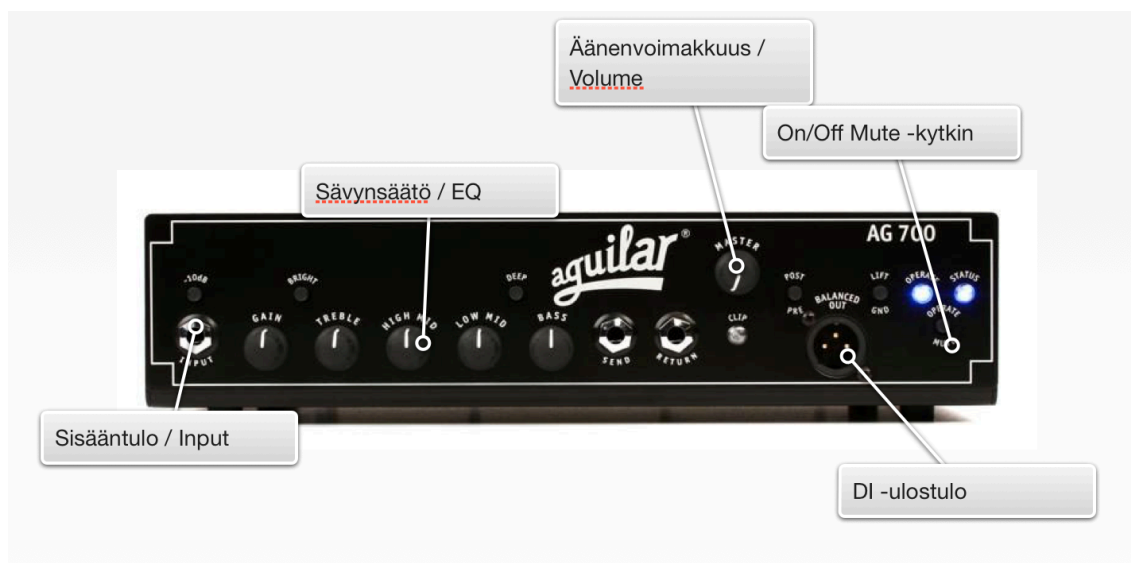 Äänenvoimakkuus /
Volume
On/Off Mute -kytkin
Sävynsäätö / EQ
aguilar®
MASTER
AG 700
-10dB
BRIGHT
DEEP
POST
LIFT
OPERATE
STATUS
BALANCED
OUT
PRE
GND
OPERATE
GAIN
TREBLE
HIGH MID
LOW MID
BASS
CLIP
INPUT
SEND
RETURN
Sisääntulo / Input
DI -ulostulo